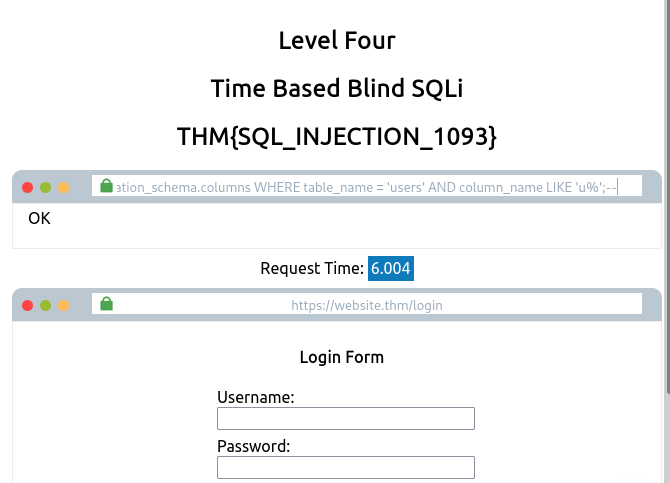 Level Four
Time Based Blind SQLi
THM{SQL_INJECTION_1093}
ation_schema.columns WHERE table_name = 'users' AND column_name LIKE 'u%';--
OK
Request Time: 6.004
https://website.thm/login
Login Form
Username:
Password: